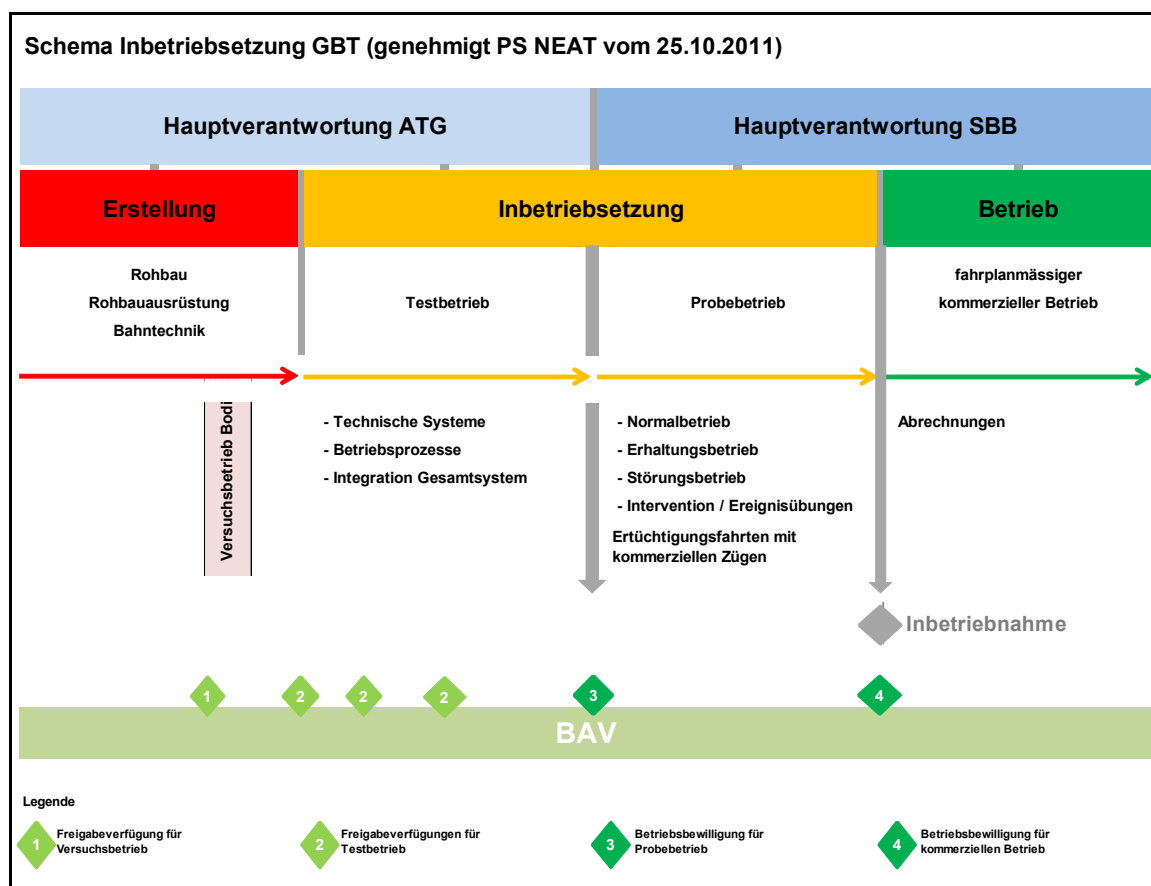 Schema Inbetriebsetzung GBT (genehmigt PS NEAT vom 25.10.2011)
Hauptverantwortung ATG
Hauptverantwortung SBB
Erstellung
Inbetriebsetzung
Betrieb
Rohbau
Rohbauausrüstung
Bahntechnik
Testbetrieb
Probebetrieb
fahrplanmässiger
kommerzieller Betrieb
Versuchsbetrieb Bodi
- Technische Systeme
- Betriebsprozesse
- Integration Gesamtsystem
- Normalbetrieb
- Erhaltungsbetrieb
- Störungsbetrieb
- Intervention / Ereignisübungen
Ertüchtigungsfahrten mit
kommerziellen Zügen
Abrechnungen
Inbetriebnahme
1
2
2
2
3
4
BAV
Legende
1
Freigabeverfügung für
Versuchsbetrieb
2
Freigabeverfügungen für
Testbetrieb
3
Betriebsbewilligung für
Probebetrieb
4
Betriebsbewilligung für
kommerziellen Betrieb